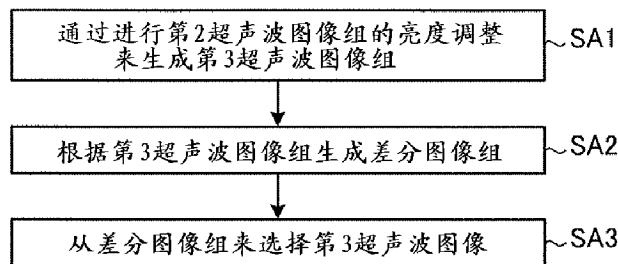 通过进行第2超声波图像组的亮度调整
来生成第3超声波图像组
SA1
根据第3超声波图像组生成差分图像组
SA2
从差分图像组来选择第3超声波图像
SA3